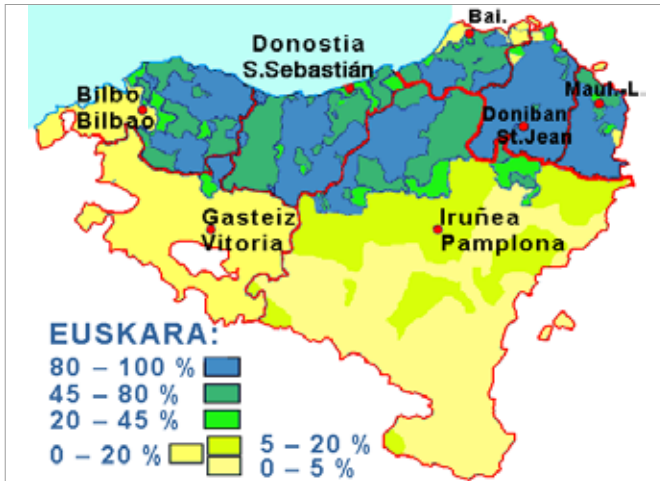 Bai.
Donostia
S.Sebastián
Maul.-L.
Bilbo
Bilbao
Doniban
St.Jean
Gasteiz
Vitoria
Iruñea
Pamplona
EUSKARA:
80 – 100 %
45 – 80 %
20 – 45 %
0 – 20 %
5 – 20 %
0 – 5 %